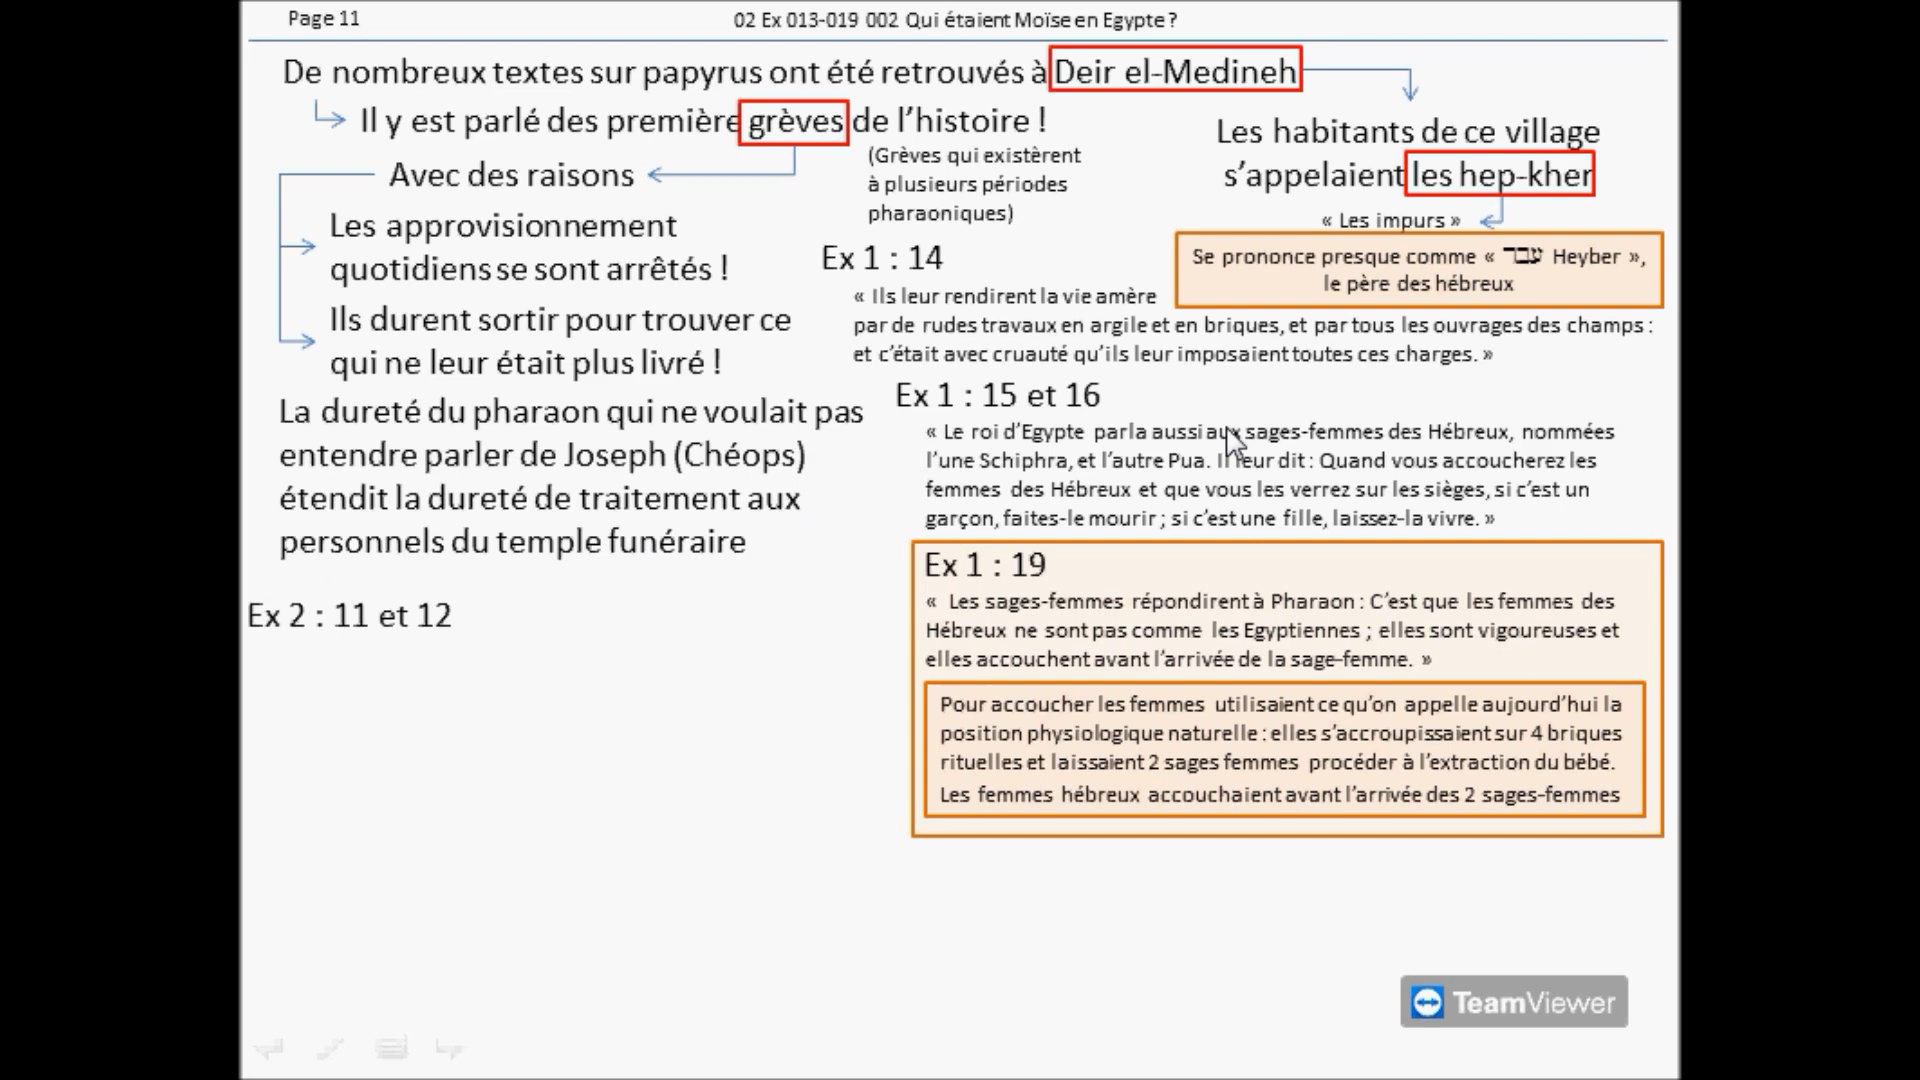 Page 11
02 Ex 013-019 002 Qui étaient Moïse en Egypte ?
De nombreux textes sur papyrus ont été retrouvés à Deir el-Medineh
Il y est parlé des première grèves de l'histoire !
(Grèves qui existèrent
à plusieurs périodes
pharaoniques)
Les habitants de ce village
s'appelaient les hep-kher
« Les impurs »
Se prononce presque comme « עבר Heyber »,
le père des hébreux
Avec des raisons
Les approvisionnement
quotidiens se sont arrêtés !
Ils durent sortir pour trouver ce
qui ne leur était plus livré !
La dureté du pharaon qui ne voulait pas
entendre parler de Joseph (Chéops)
étendit la dureté de traitement aux
personnels du temple funéraire
Ex 2 : 11 et 12
Ex 1 : 14
« Ils leur rendirent la vie amère
par de rudes travaux en argile et en briques, et par tous les ouvrages des champs :
et c'était avec cruauté qu'ils leur imposaient toutes ces charges. »
Ex 1 : 15 et 16
« Le roi d'Egypte parla aussi aux sages-femmes des Hébreux, nommées
l'une Schiphra, et l'autre Pua. Il leur dit : Quand vous accoucherez les
femmes des Hébreux et que vous les verrez sur les sièges, si c'est un
garçon, faites-le mourir ; si c'est une fille, laissez-la vivre. »
Ex 1 : 19
« Les sages-femmes répondirent à Pharaon : C'est que les femmes des
Hébreux ne sont pas comme les Egyptiennes ; elles sont vigoureuses et
elles accouchent avant l'arrivée de la sage-femme. »
Pour accoucher les femmes utilisaient ce qu'on appelle aujourd'hui la
position physiologique naturelle : elles s'accroupissaient sur 4 briques
rituelles et laissaient 2 sages femmes procéder à l'extraction du bébé.
Les femmes hébreux accouchaient avant l'arrivée des 2 sages-femmes
TeamViewer